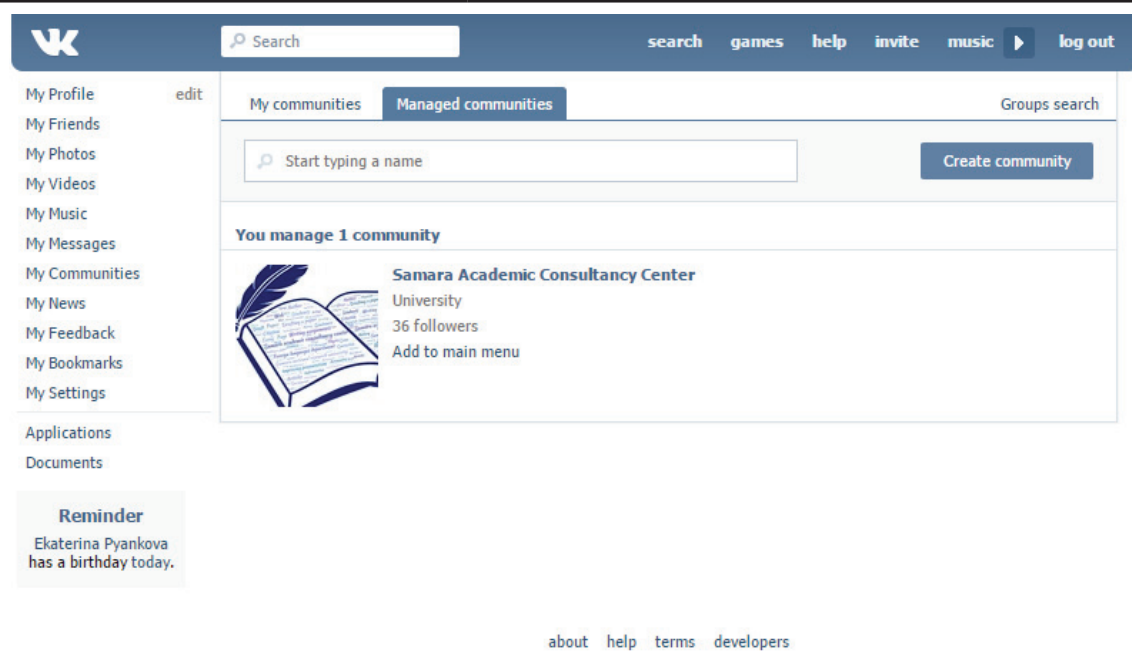 Search
search games help invite music log out
My Profile edit
My Friends
My Photos
My Videos
My Music
My Messages
My Communities
My News
My Feedback
My Bookmarks
My Settings
Applications
Documents
Reminder
Ekaterina Pyankova
has a birthday today.
My communities Managed communities Groups search
Start typing a name Create community
You manage 1 community
Samara Academic Consultancy Center
University
36 followers
Add to main menu
about help terms developers